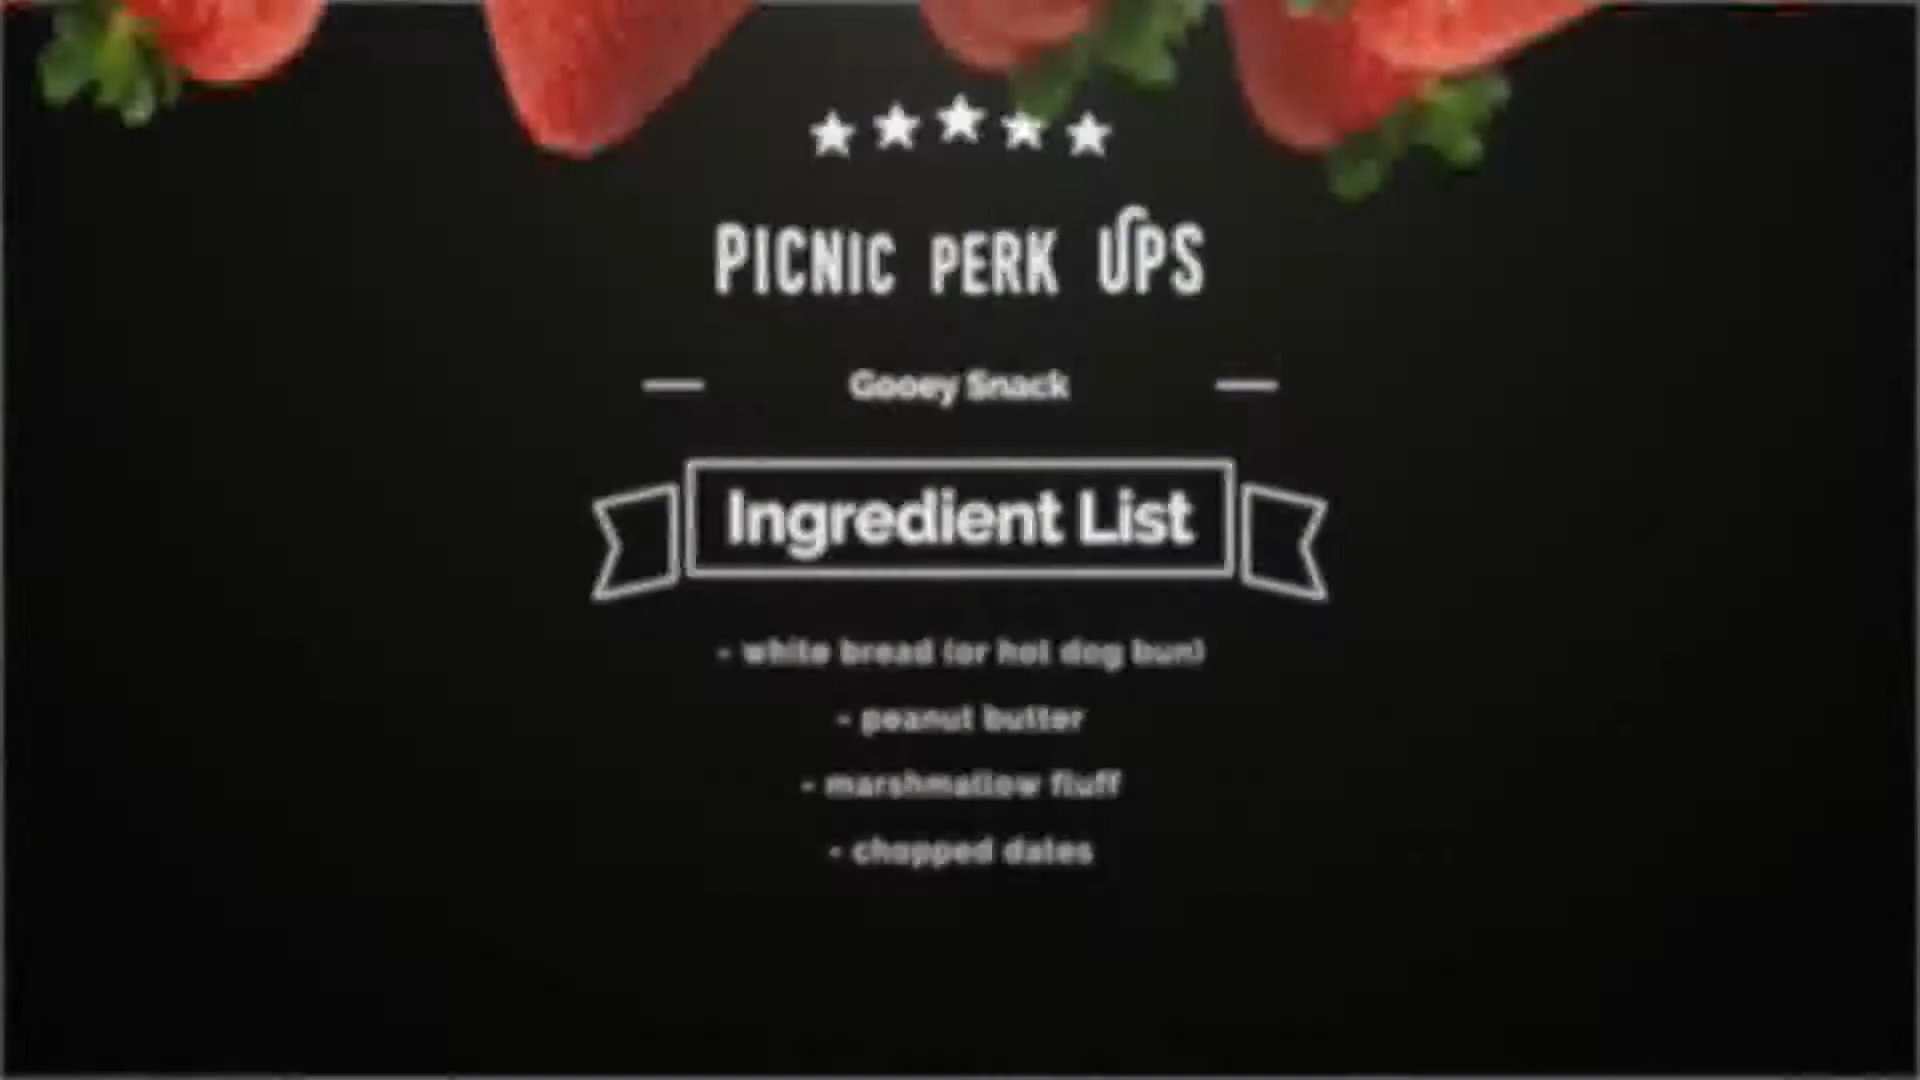 PICNIC PERK UPS
Gooey Snack
Ingredient List
- white bread (or hot dog bun)
- peanut butter
- marshmallow fluff
- chopped dates